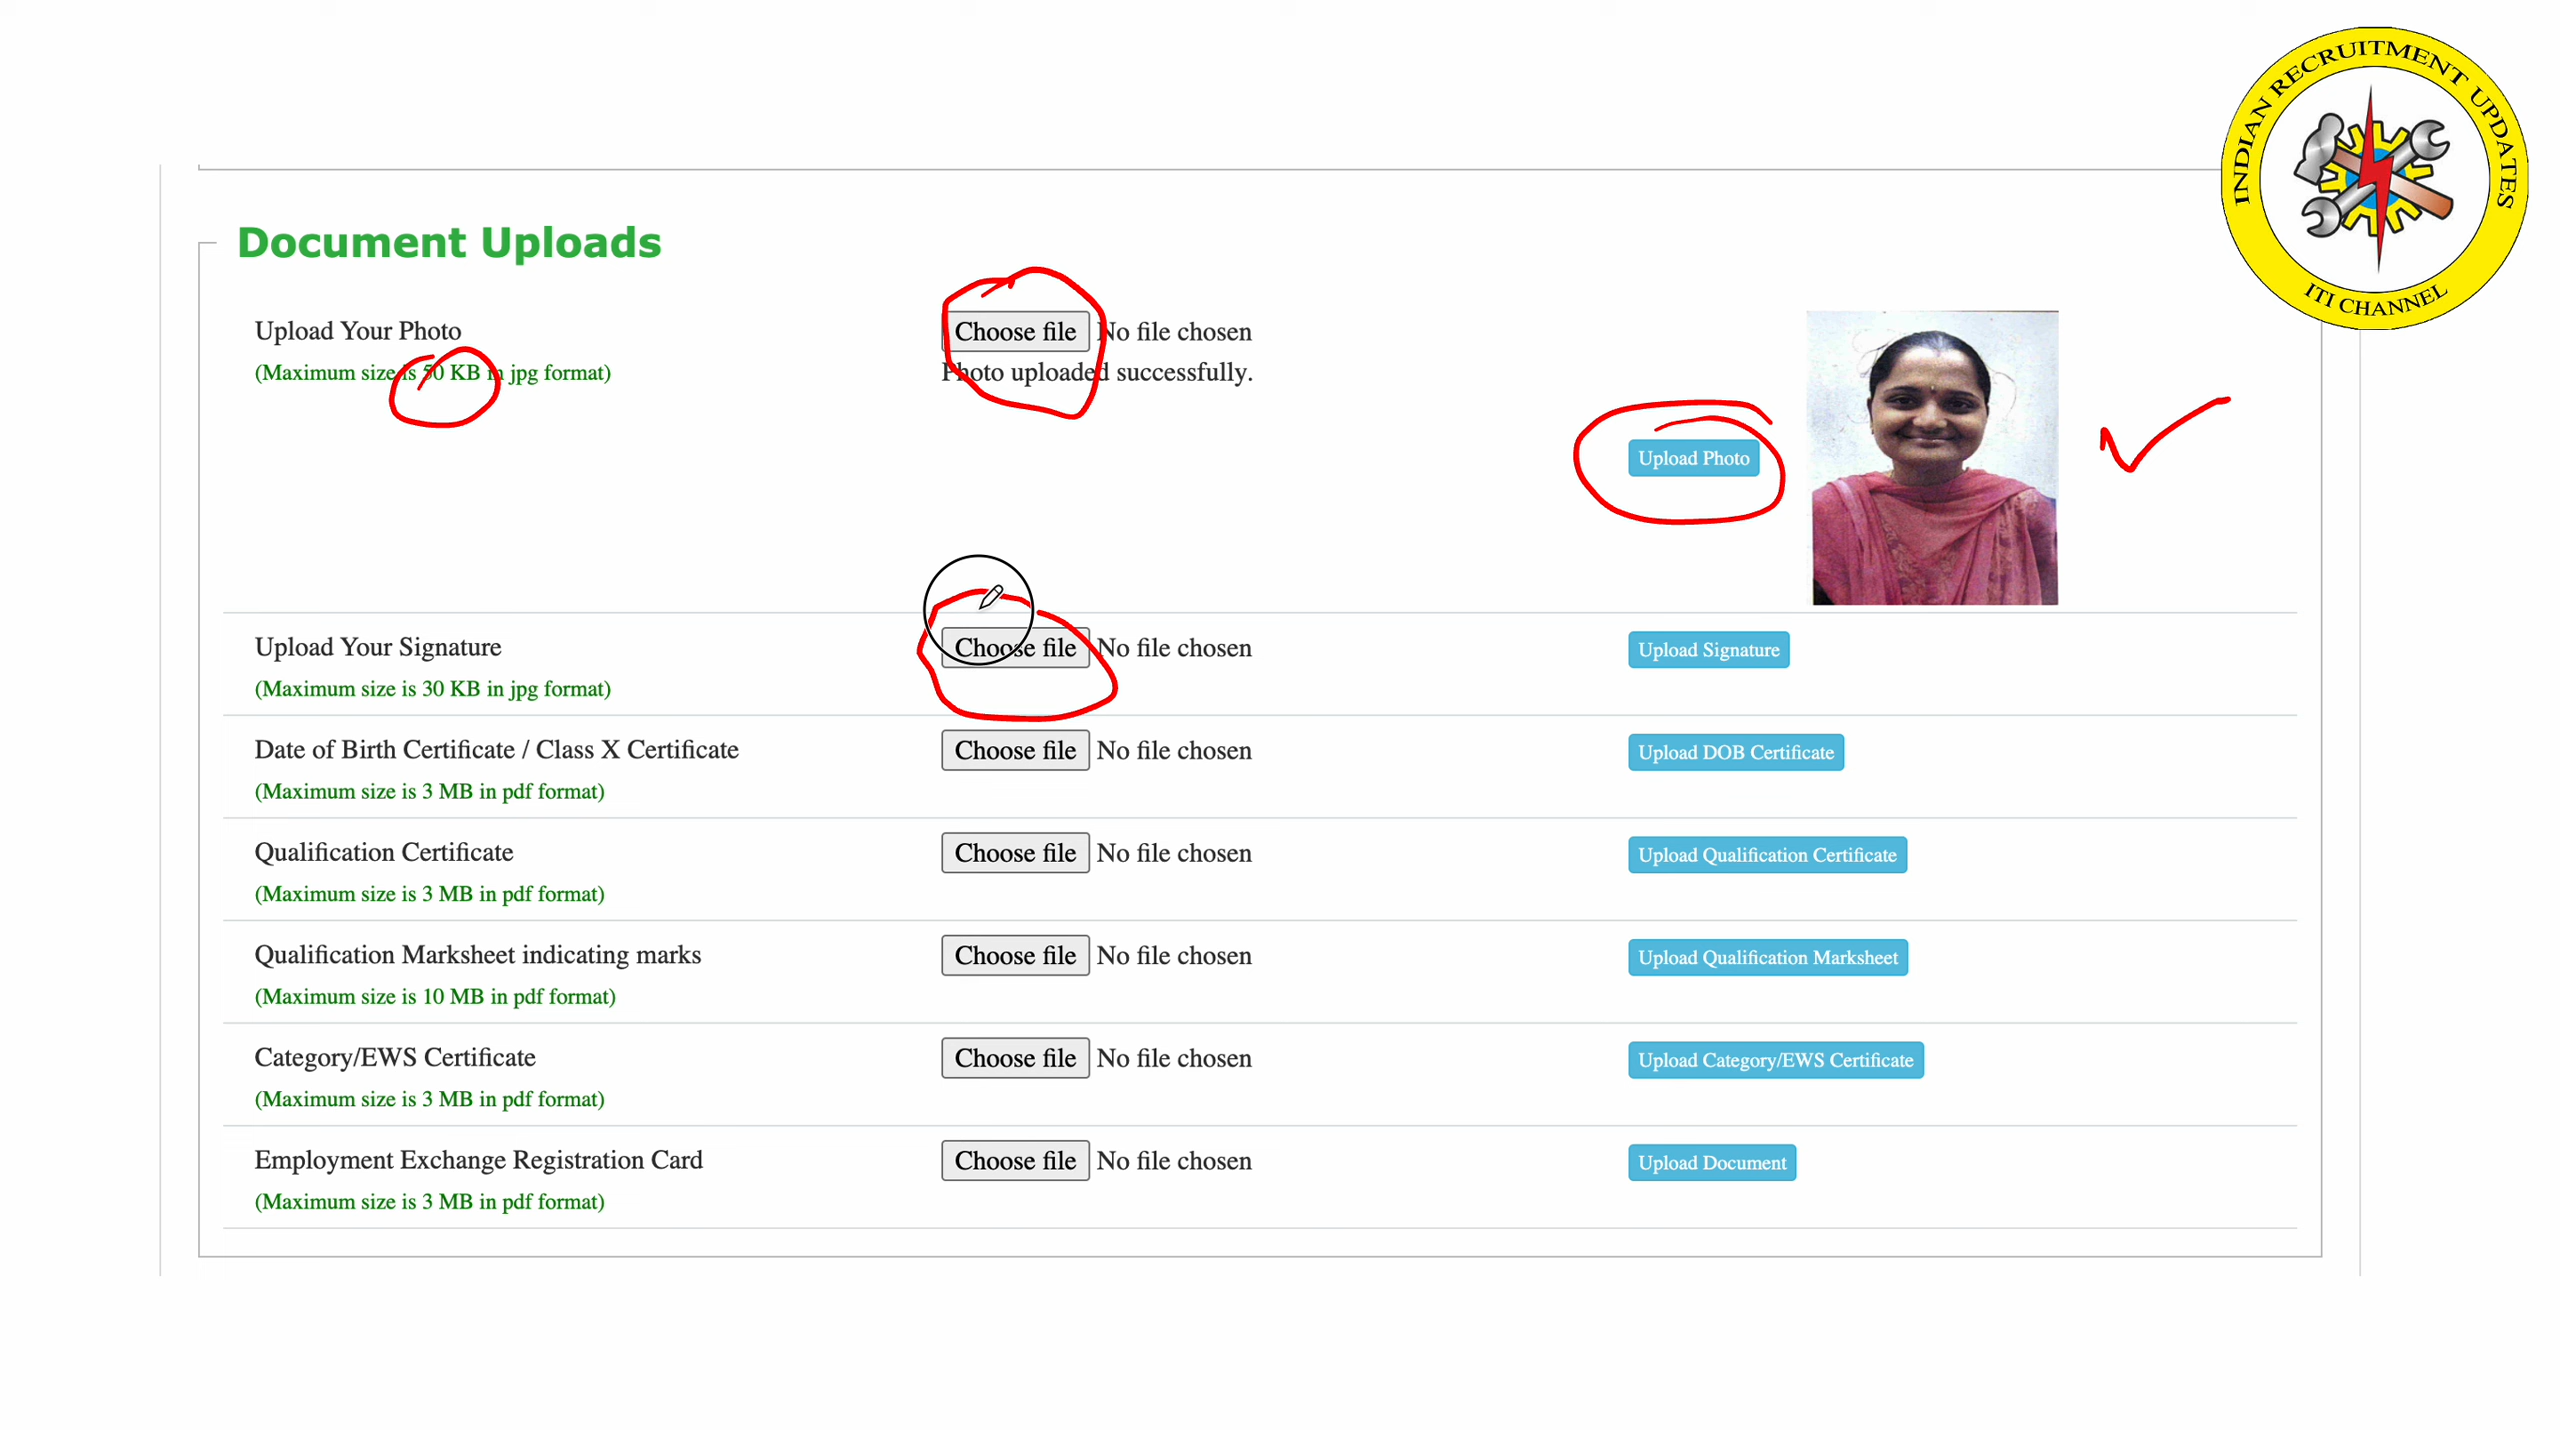 INDIAN RECRUITMENT UPDATES
ITI CHANNEL
Document Uploads
Upload Your Photo
Choose file No file chosen
(Maximum size is 50 KB in jpg format)
Photo uploaded successfully.
Upload Photo
Upload Your Signature
Choose file No file chosen
Upload Signature
(Maximum size is 30 KB in jpg format)
Date of Birth Certificate / Class X Certificate
Choose file No file chosen
Upload DOB Certificate
(Maximum size is 3 MB in pdf format)
Qualification Certificate
Choose file No file chosen
Upload Qualification Certificate
(Maximum size is 3 MB in pdf format)
Qualification Marksheet indicating marks
Choose file No file chosen
Upload Qualification Marksheet
(Maximum size is 10 MB in pdf format)
Category/EWS Certificate
Choose file No file chosen
Upload Category/EWS Certificate
(Maximum size is 3 MB in pdf format)
Employment Exchange Registration Card
Choose file No file chosen
Upload Document
(Maximum size is 3 MB in pdf format)